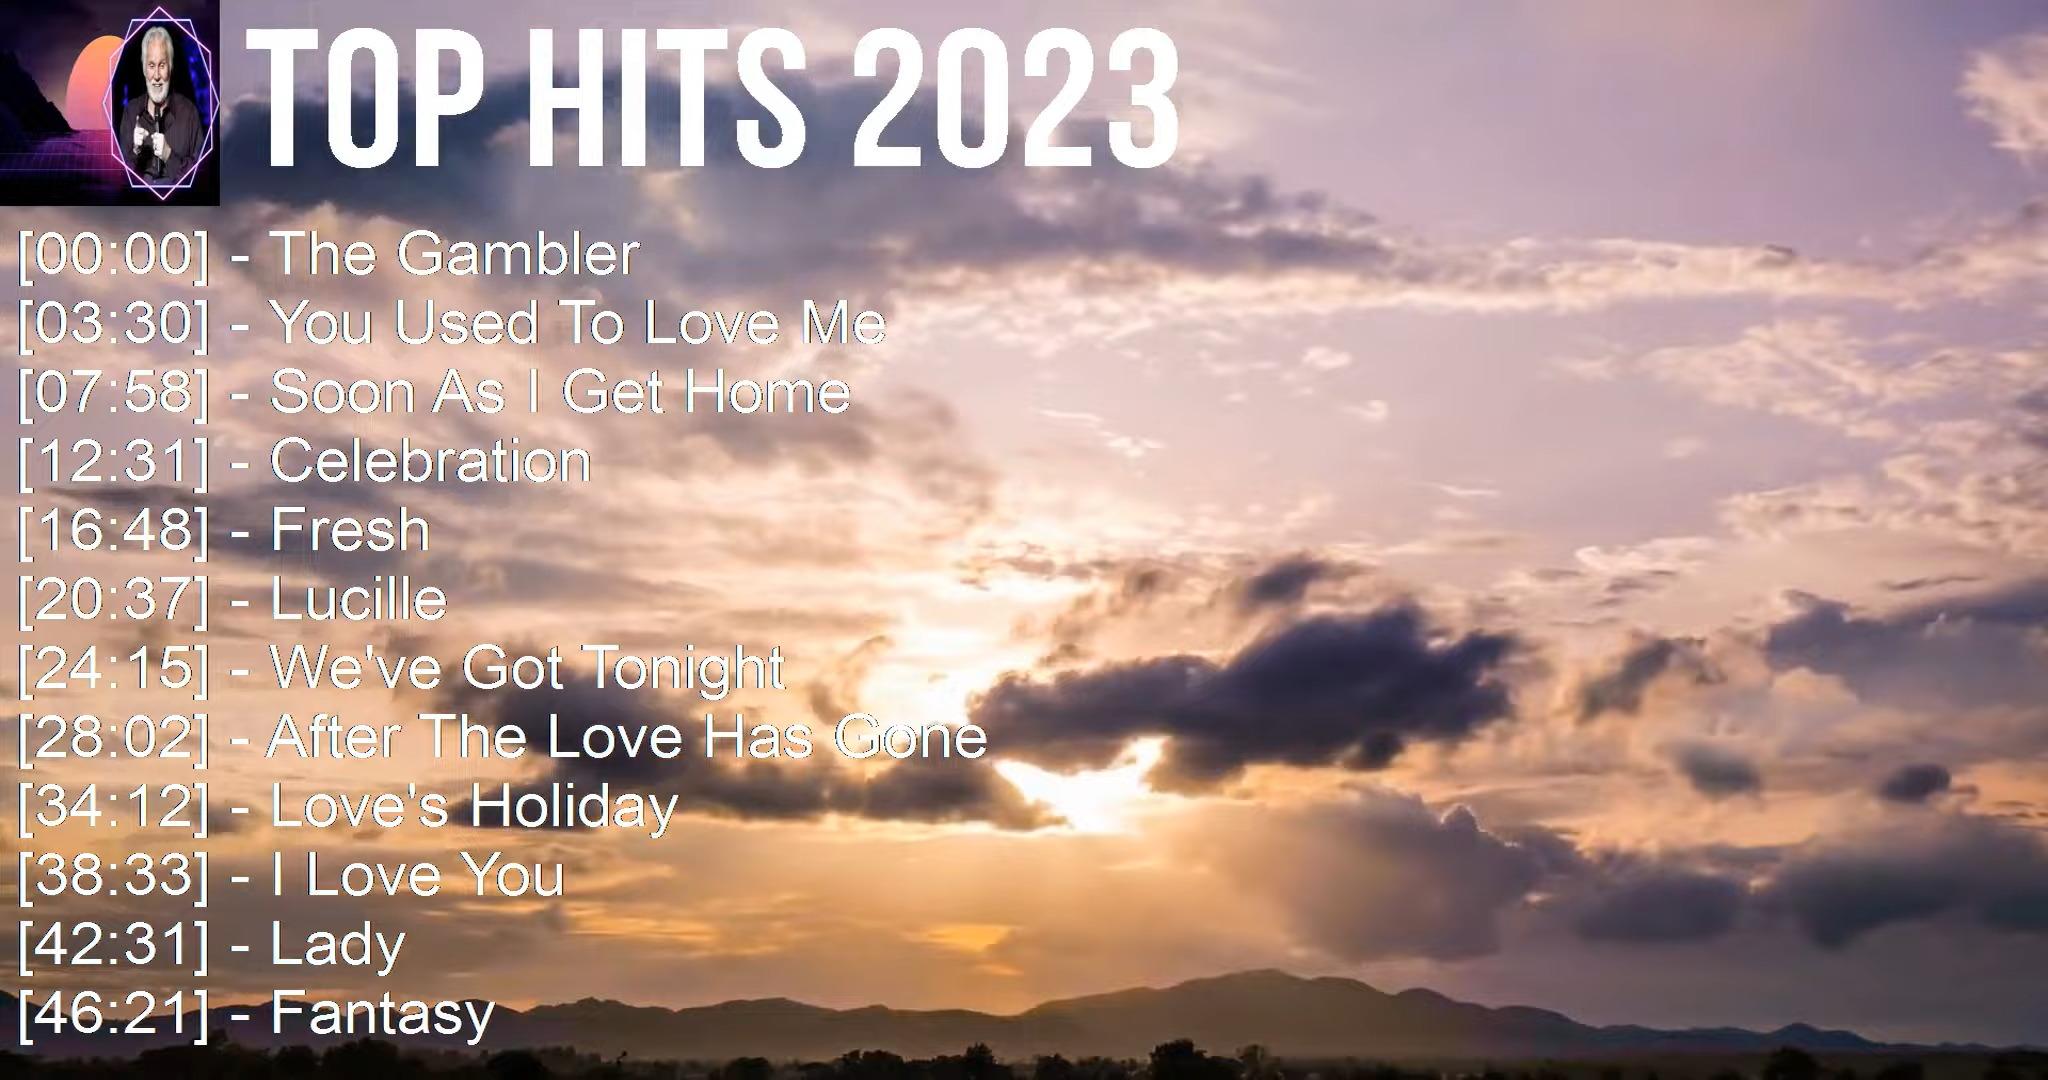 TOP HITS 2023
[00:00] - The Gambler
[03:30] - You Used To Love Me
[07:58] - Soon As I Get Home
[12:31] - Celebration
[16:48] - Fresh
[20:37] - Lucille
[24:15] - We've Got Tonight
[28:02] - After The Love Has Gone
[34:12] - Love's Holiday
[38:33] - I Love You
[42:31] - Lady
[46:21] - Fantasy